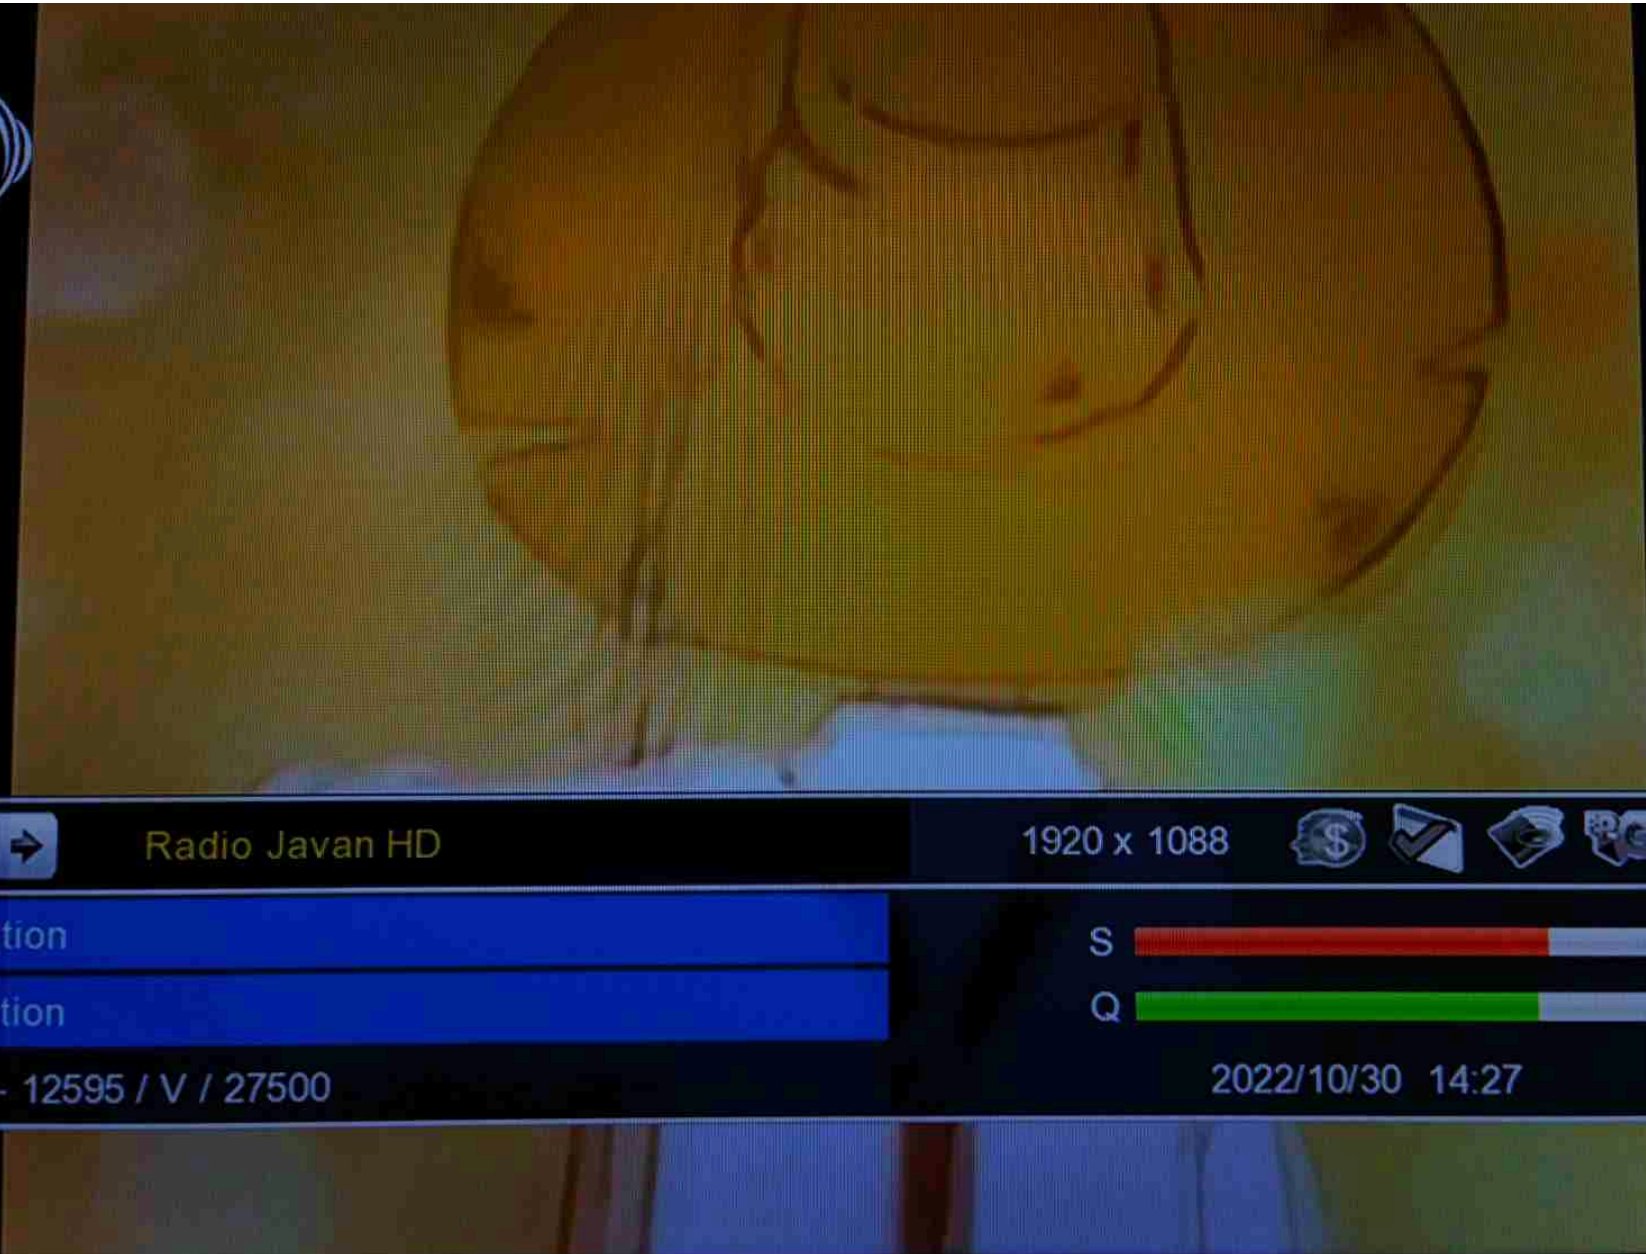 Radio Javan HD
1920 x 1088
$
tion
S
tion
Q
- 12595 / V / 27500
2022/10/30 14:27